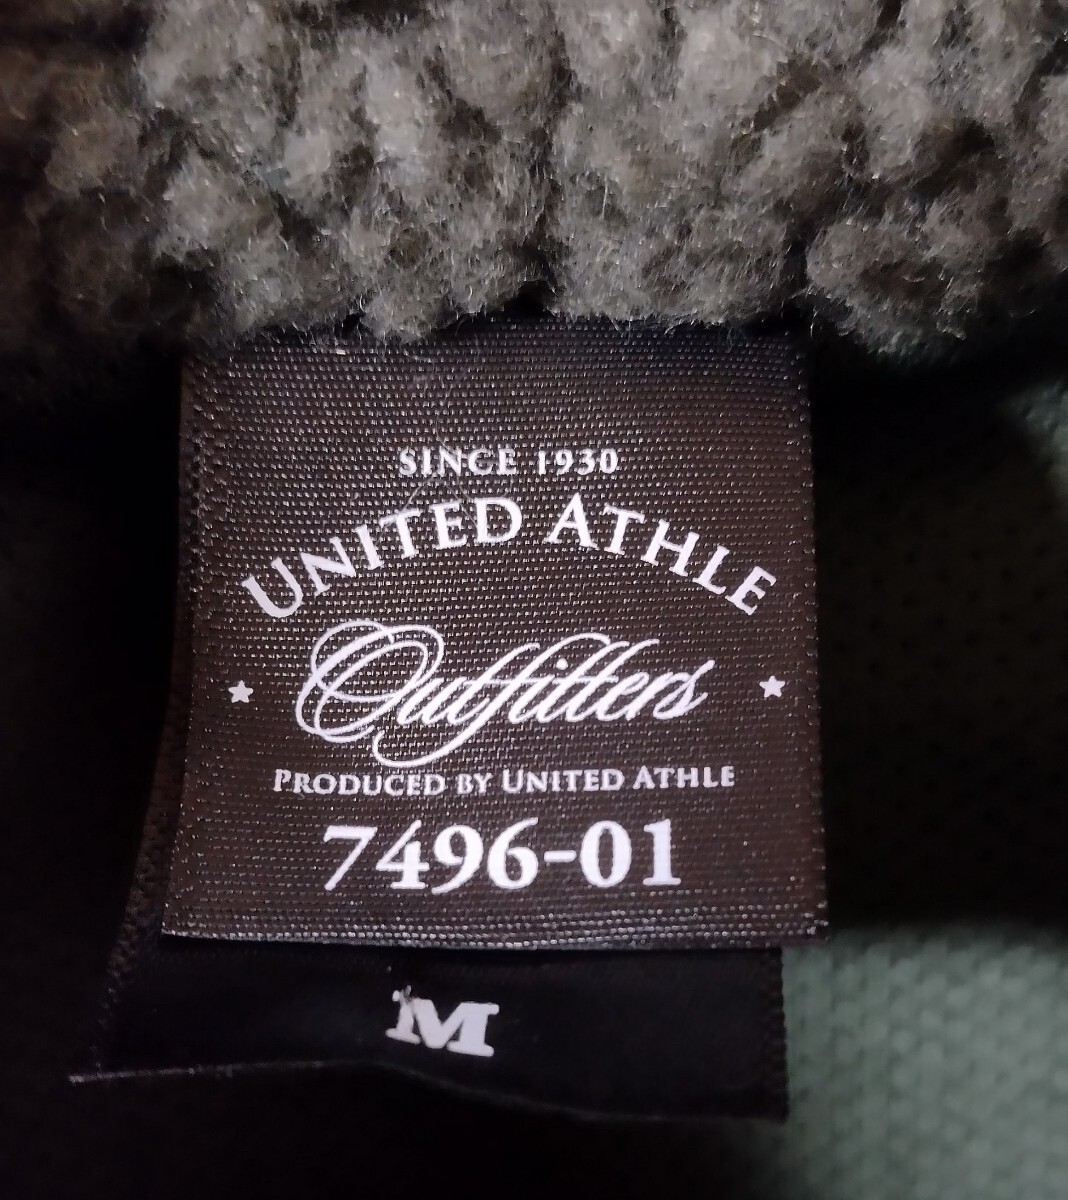 SINCE 1930
UNITED ATHLE
Outfitters
PRODUCED BY UNITED ATHLE
7496-01
M